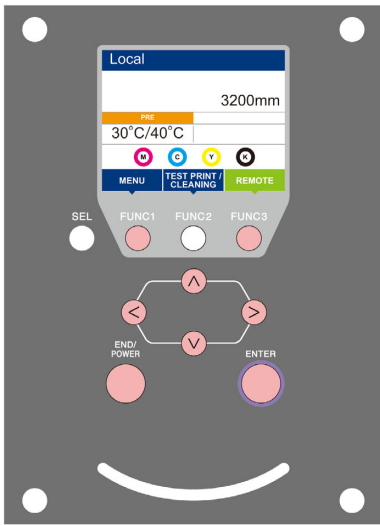 Local
3200mm
PRE
30°C/40°C
M C Y K
MENU TEST PRINT / CLEANING REMOTE
SEL FUNC1 FUNC2 FUNC3
END/
POWER
ENTER